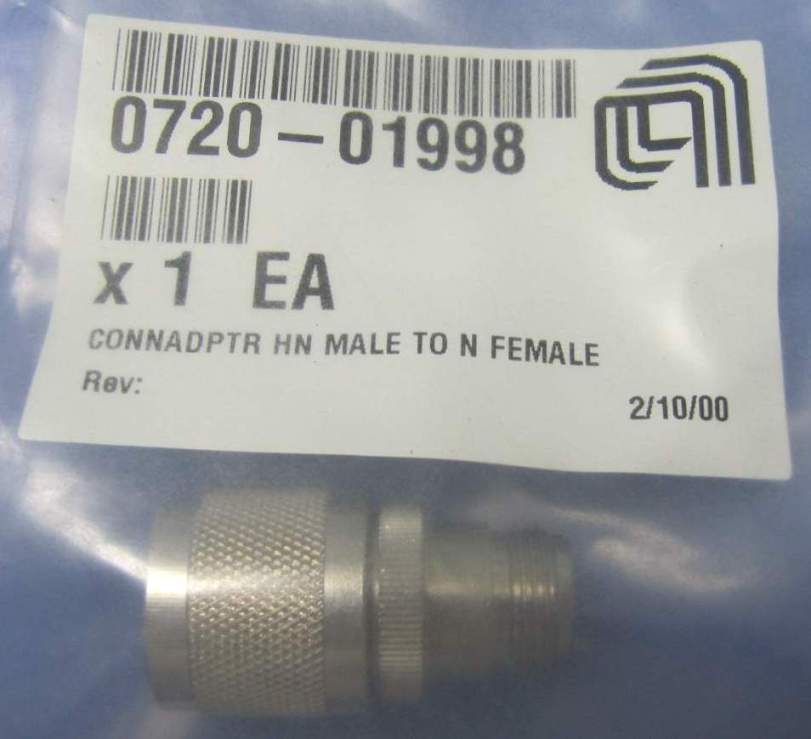 0720-01998
x 1 EA
CONNADPTR HN MALE TO N FEMALE
Rev:
2/10/00